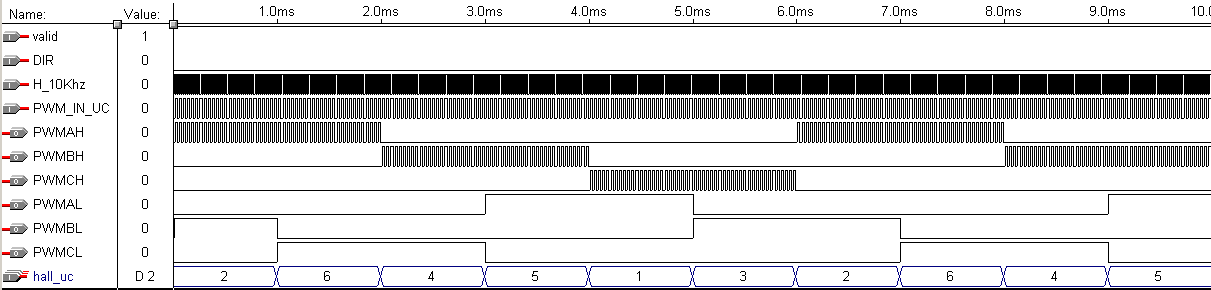 Name: Value: 1.0ms 2.0ms 3.0ms 4.0ms 5.0ms 6.0ms 7.0ms 8.0ms 9.0ms 10.0
valid 1
DIR 0
H_10Khz 0
PWM_IN_UC 0
PWMAH 0
PWMBH 0
PWMCH 0
PWMAL 0
PWMBL 0
PWMCL 0
hall_uc D 2 2 6 4 5 1 3 2 6 4 5